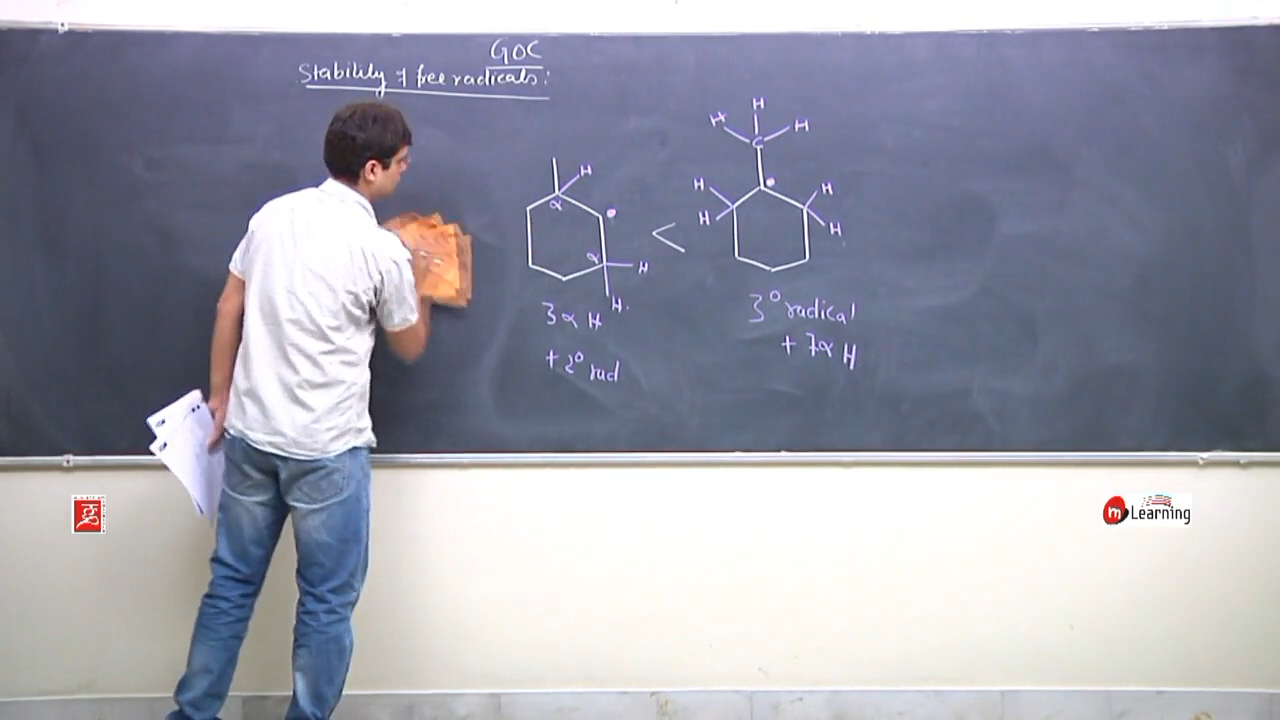 GOC
Stability of free radicals:
H
H
H
C
H
α
α
H
H.
H
H
H
H
<
3α H
+ 2° rad
3° radical
+ 7α H
m Learning